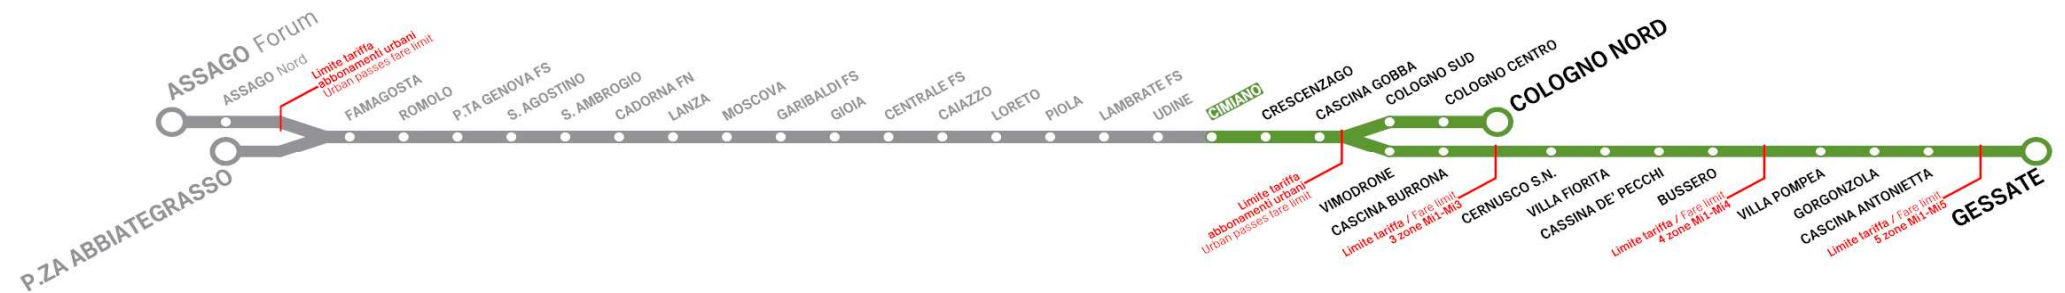 ASSAGO Forum
ASSAGO Nord
Limite tariffa
abbonamenti urbani
Urban passes fare limit
P.ZA ABBIATEGRASSO
FAMAGOSTA
ROMOLO
P.TA GENOVA FS
S. AGOSTINO
S. AMBROGIO
CADORNA FN
LANZA
MOSCOVA
GARIBALDI FS
GIOIA
CENTRALE FS
CAIAZZO
LORETO
PIOLA
LAMBRATE FS
UDINE
CIMIANO
CRESCENZAGO
CASCINA GOBBA
COLOGNO SUD
COLOGNO CENTRO
COLOGNO NORD
Limite tariffa
abbonamenti urbani
Urban passes fare limit
VIMODRONE
CASCINA BURRONA
Limite tariffa / Fare limit
3 zone Mi1-Mi3
CERNUSCO S.N.
VILLA FIORITA
CASSINA DE' PECCHI
BUSSERO
Limite tariffa / Fare limit
4 zone Mi1-Mi4
VILLA POMPEA
GORGONZOLA
CASCINA ANTONIETTA
Limite tariffa / Fare limit
5 zone Mi1-Mi5
GESSATE